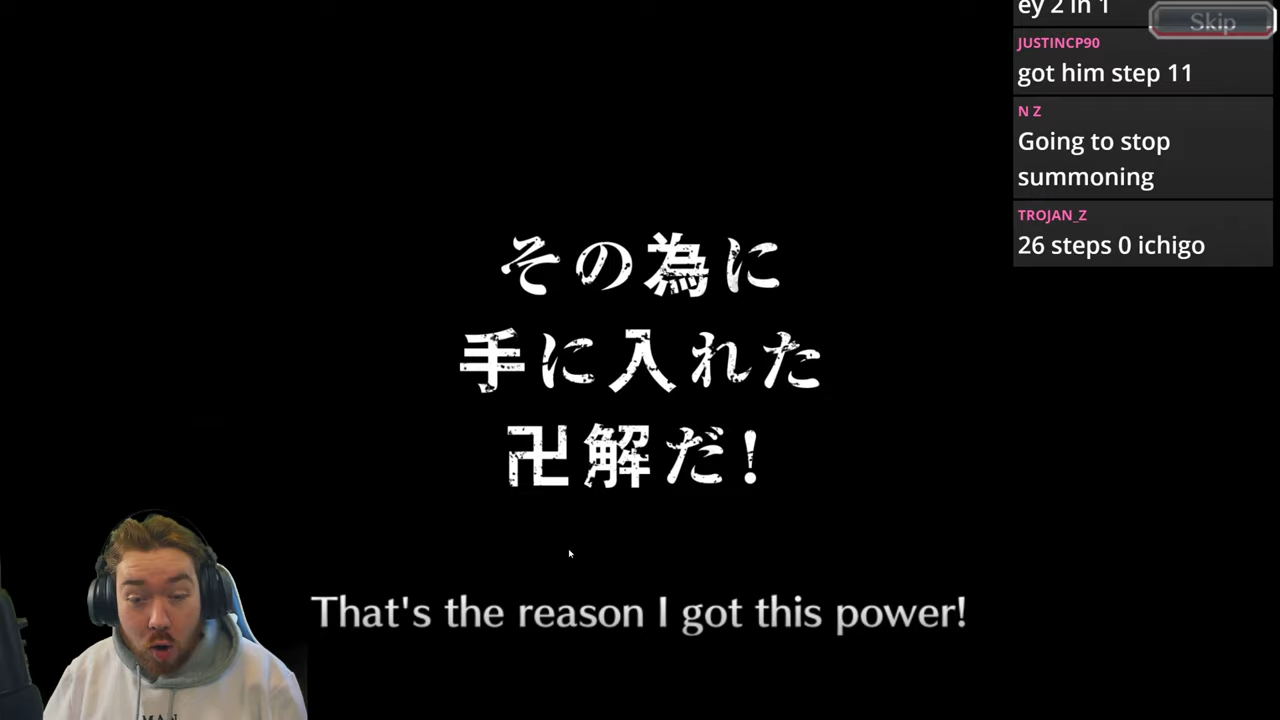 ey 2 in 1
Skip
JUSTINCP90
got him step 11
N Z
Going to stop
summoning
TROJAN_Z
26 steps 0 ichigo
その為に
手に入れた
卍解だ!
That's the reason I got this power!